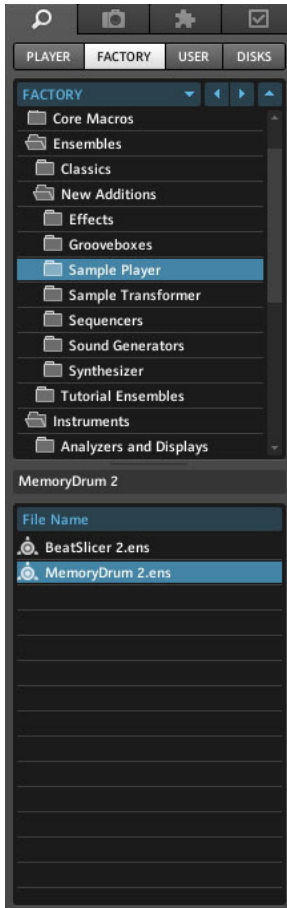 PLAYER FACTORY USER DISKS
FACTORY
Core Macros
Ensembles
Classics
New Additions
Effects
Grooveboxes
Sample Player
Sample Transformer
Sequencers
Sound Generators
Synthesizer
Tutorial Ensembles
Instruments
Analyzers and Displays
MemoryDrum 2
File Name
BeatSlicer 2.ens
MemoryDrum 2.ens